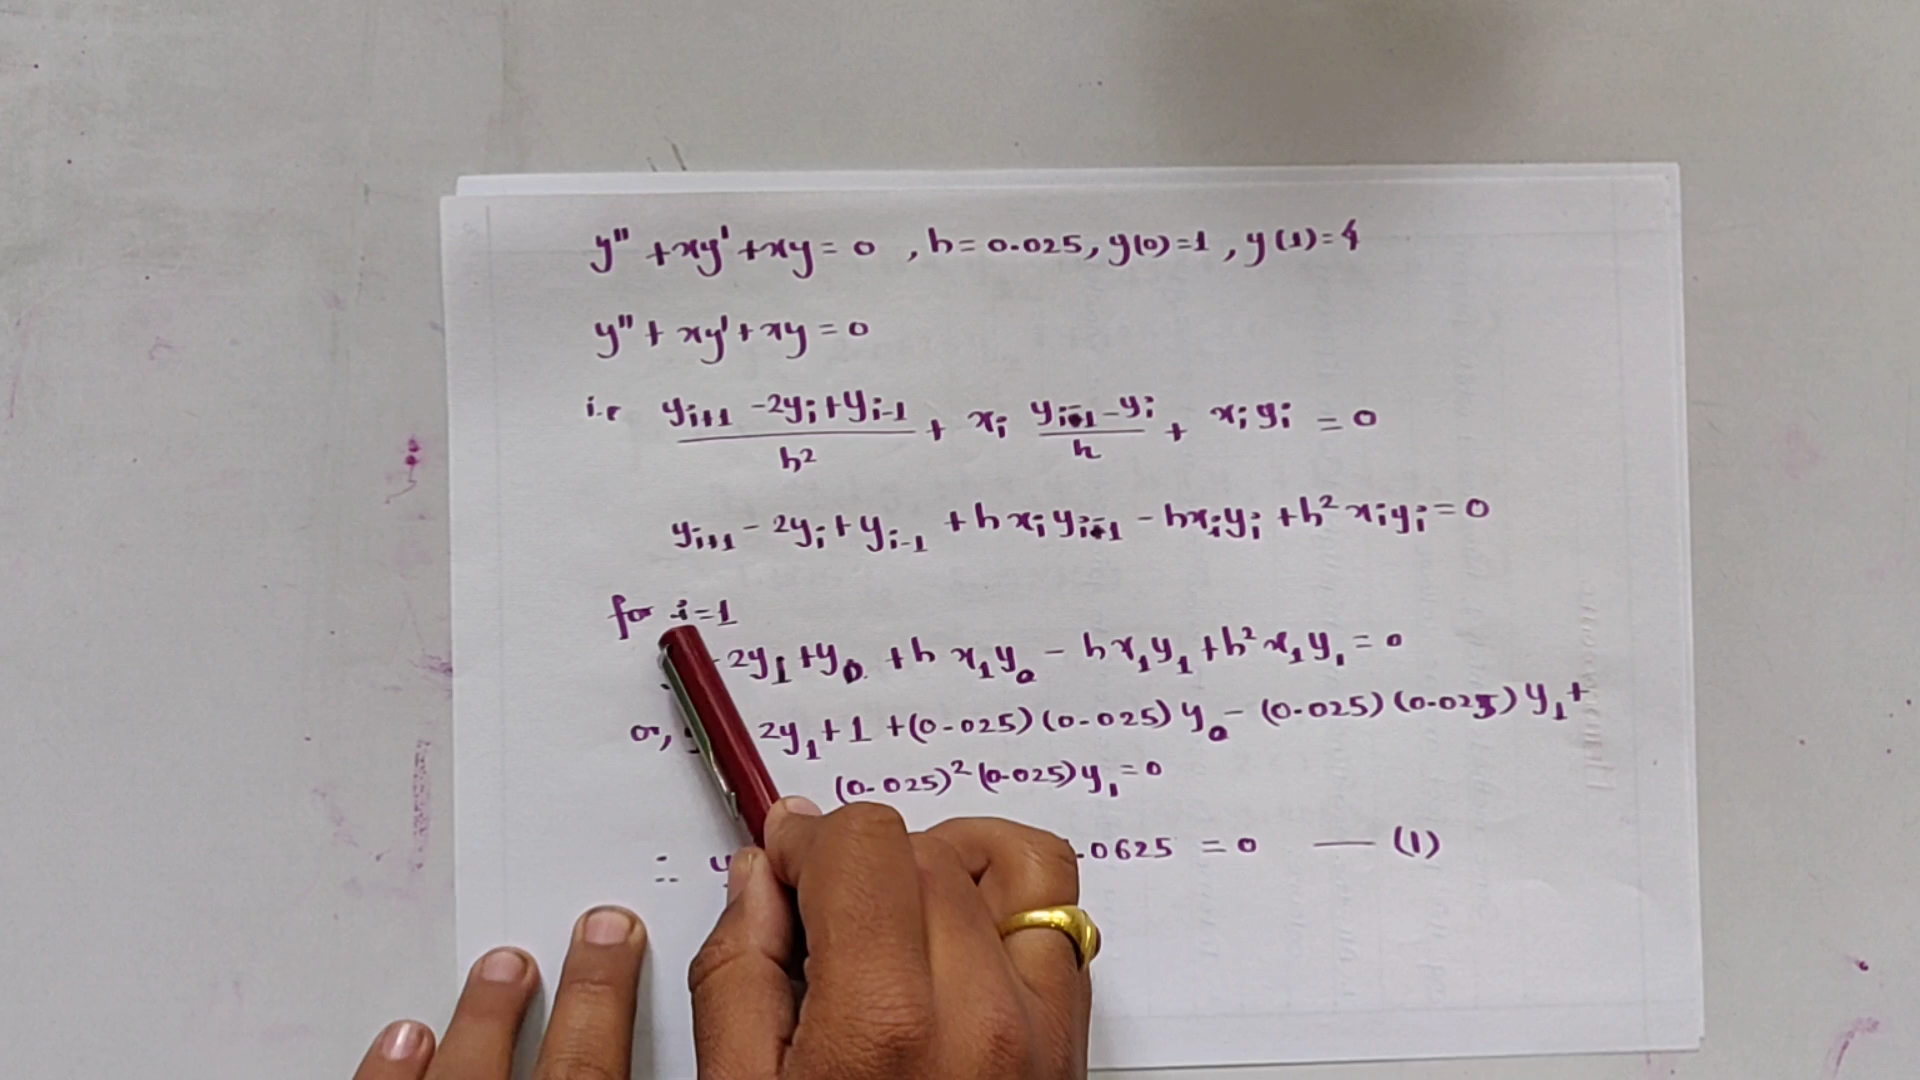 y'' + xy' + xy = 0 , h = 0.025, y(0) = 1 , y(1) = 4
y'' + xy' + xy = 0
i.e (y_{i+1} - 2y_i + y_{i-1})/h² + x_i (y_{i+1} - y_i)/h + x_i y_i = 0
y_{i+1} - 2y_i + y_{i-1} + h x_i y_{i+1} - h x_i y_i + h² x_i y_i = 0
for i = 1
- 2y_1 + y_0 + h x_1 y_0 - h x_1 y_1 + h² x_1 y_1 = 0
or, 2y_1 + 1 + (0.025)(0.025) y_0 - (0.025)(0.025) y_1 +
(0.025)² (0.025) y_1 = 0
∴ y .0625 = 0 — (1)